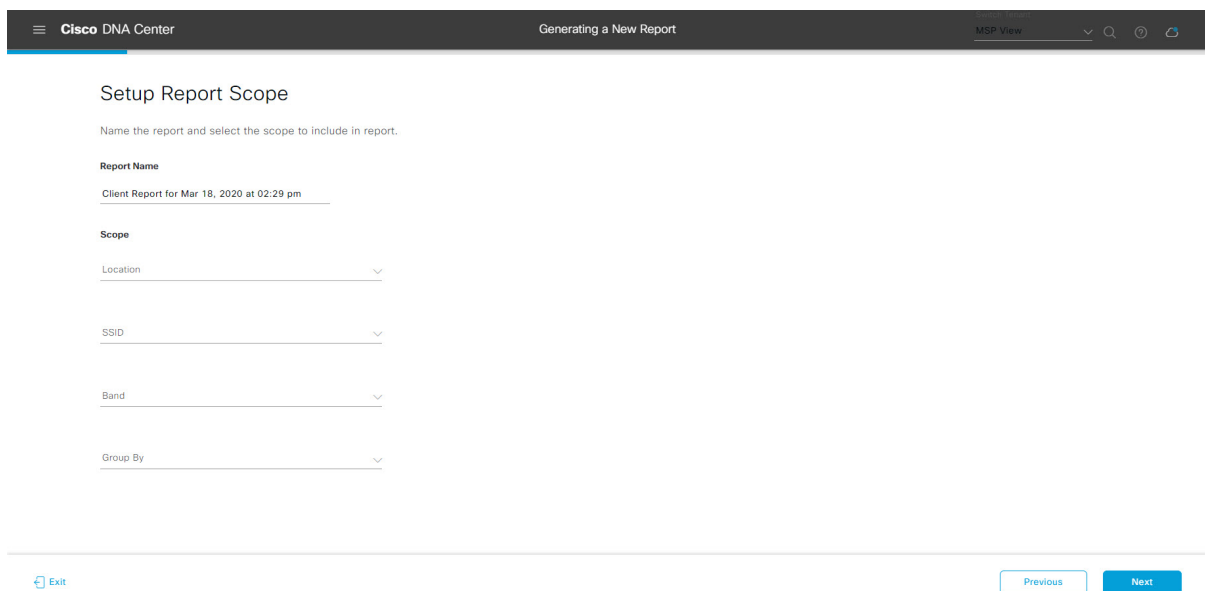 Cisco DNA Center
Generating a New Report
Switch Tenant
MSP View
Setup Report Scope
Name the report and select the scope to include in report.
Report Name
Client Report for Mar 18, 2020 at 02:29 pm
Scope
Location
SSID
Band
Group By
Exit
Previous
Next